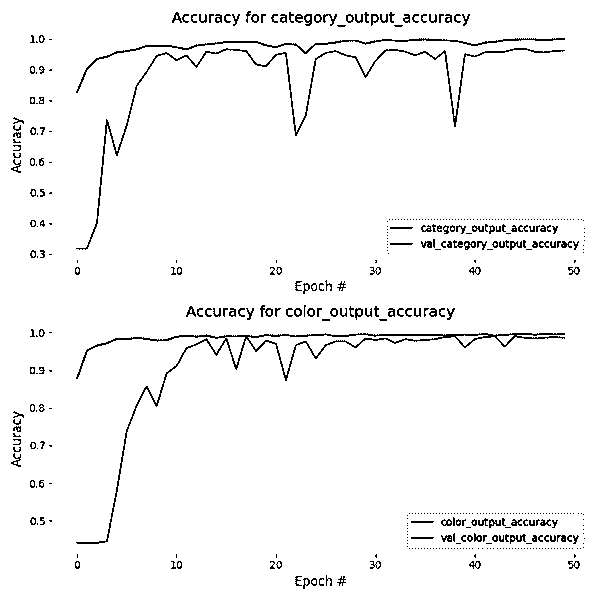 Accuracy for category_output_accuracy
1.0
0.9
0.8
0.7
0.6
0.5
0.4
0.3
Accuracy
category_output_accuracy
val_category_output_accuracy
0 10 20 30 40 50
Epoch #
Accuracy for color_output_accuracy
1.0
0.9
0.8
0.7
0.6
0.5
Accuracy
color_output_accuracy
val_color_output_accuracy
0 10 20 30 40 50
Epoch #